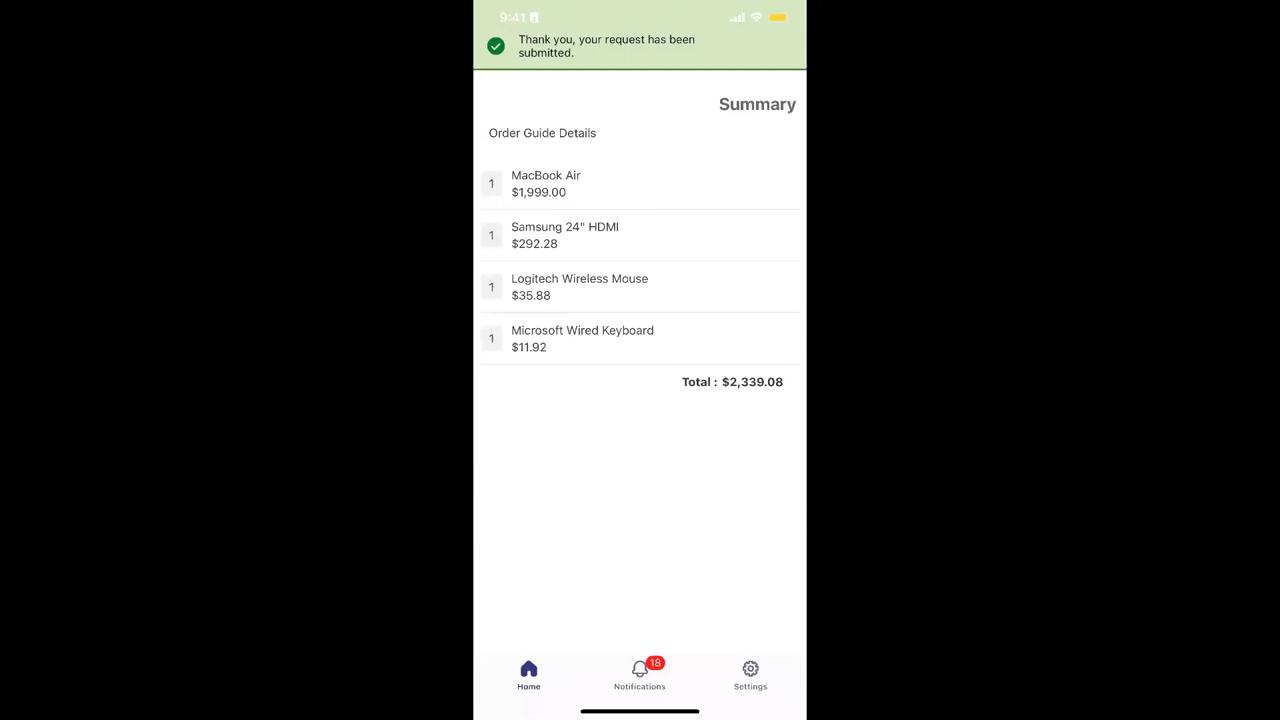 9:41
Thank you, your request has been
submitted.
Summary
Order Guide Details
1
MacBook Air
$1,999.00
1
Samsung 24" HDMI
$292.28
1
Logitech Wireless Mouse
$35.88
1
Microsoft Wired Keyboard
$11.92
Total : $2,339.08
18
Home
Notifications
Settings